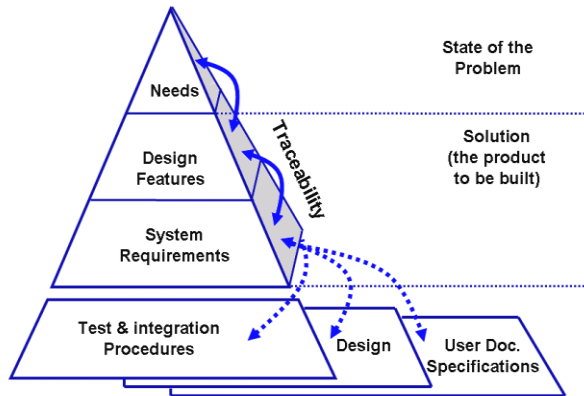 State of the
Problem
Needs
Traceability
Solution
(the product
to be built)
Design
Features
System
Requirements
Test & integration
Procedures
Design
User Doc.
Specifications